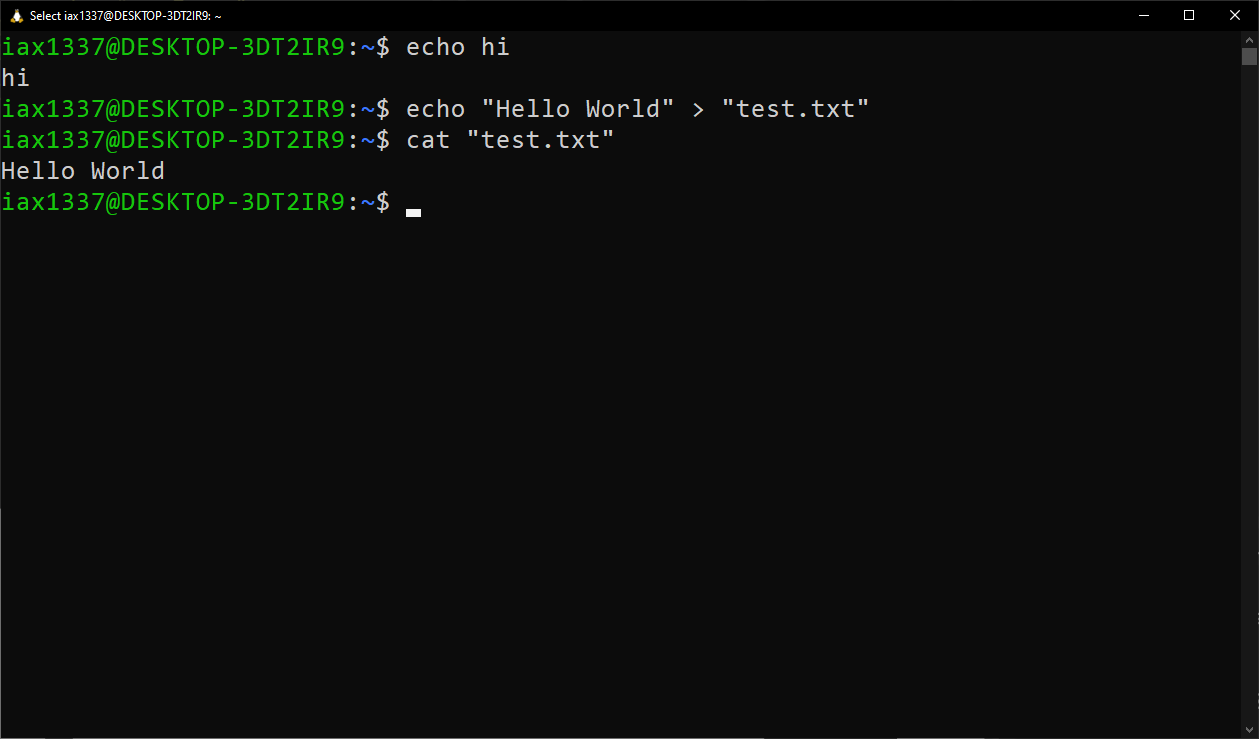 Select iax1337@DESKTOP-3DT2IR9: ~
iax1337@DESKTOP-3DT2IR9:~$ echo hi
hi
iax1337@DESKTOP-3DT2IR9:~$ echo "Hello World" > "test.txt"
iax1337@DESKTOP-3DT2IR9:~$ cat "test.txt"
Hello World
iax1337@DESKTOP-3DT2IR9:~$